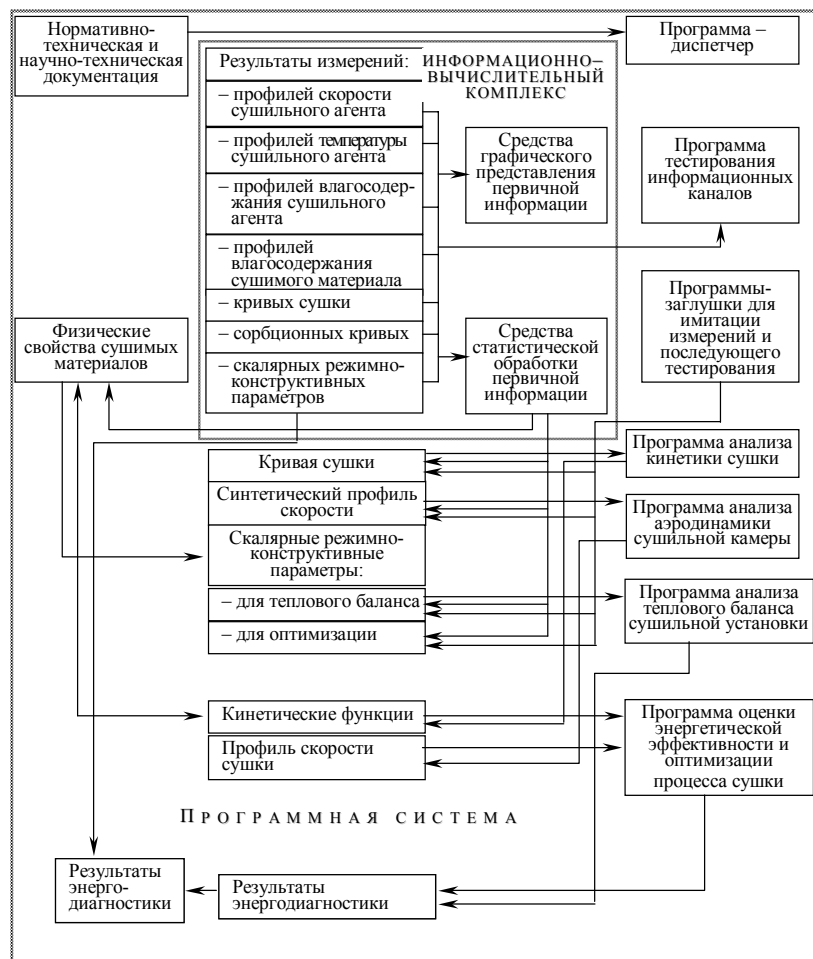 Нормативно-
техническая и
научно-техническая
документация
Программа –
диспетчер
Результаты измерений:
ИНФОРМАЦИОННО–
ВЫЧИСЛИТЕЛЬНЫЙ
КОМПЛЕКС
– профилей скорости
сушильного агента
– профилей температуры
сушильного агента
– профилей влагосодер-
жания сушильного
агента
– профилей
влагосодержания
сушимого материала
– кривых сушки
– сорбционных кривых
– скалярных режимно-
конструктивных
параметров
Средства
графического
представления
первичной
информации
Программа
тестирования
информационных
каналов
Физические
свойства сушимых
материалов
Средства
статистической
обработки
первичной
информации
Программы-
заглушки для
имитации
измерений и
последующего
тестирования
Кривая сушки
Программа анализа
кинетики сушки
Синтетический профиль
скорости
Программа анализа
аэродинамики
сушильной камеры
Скалярные режимно-
конструктивные
параметры:
– для теплового баланса
– для оптимизации
Программа анализа
теплового баланса
сушильной установки
Кинетические функции
Профиль скорости
сушки
Программа оценки
энергетической
эффективности и
оптимизации
процесса сушки
ПРОГРАММНАЯ СИСТЕМА
Результаты
энерго-
диагностики
Результаты
энергодиагностики